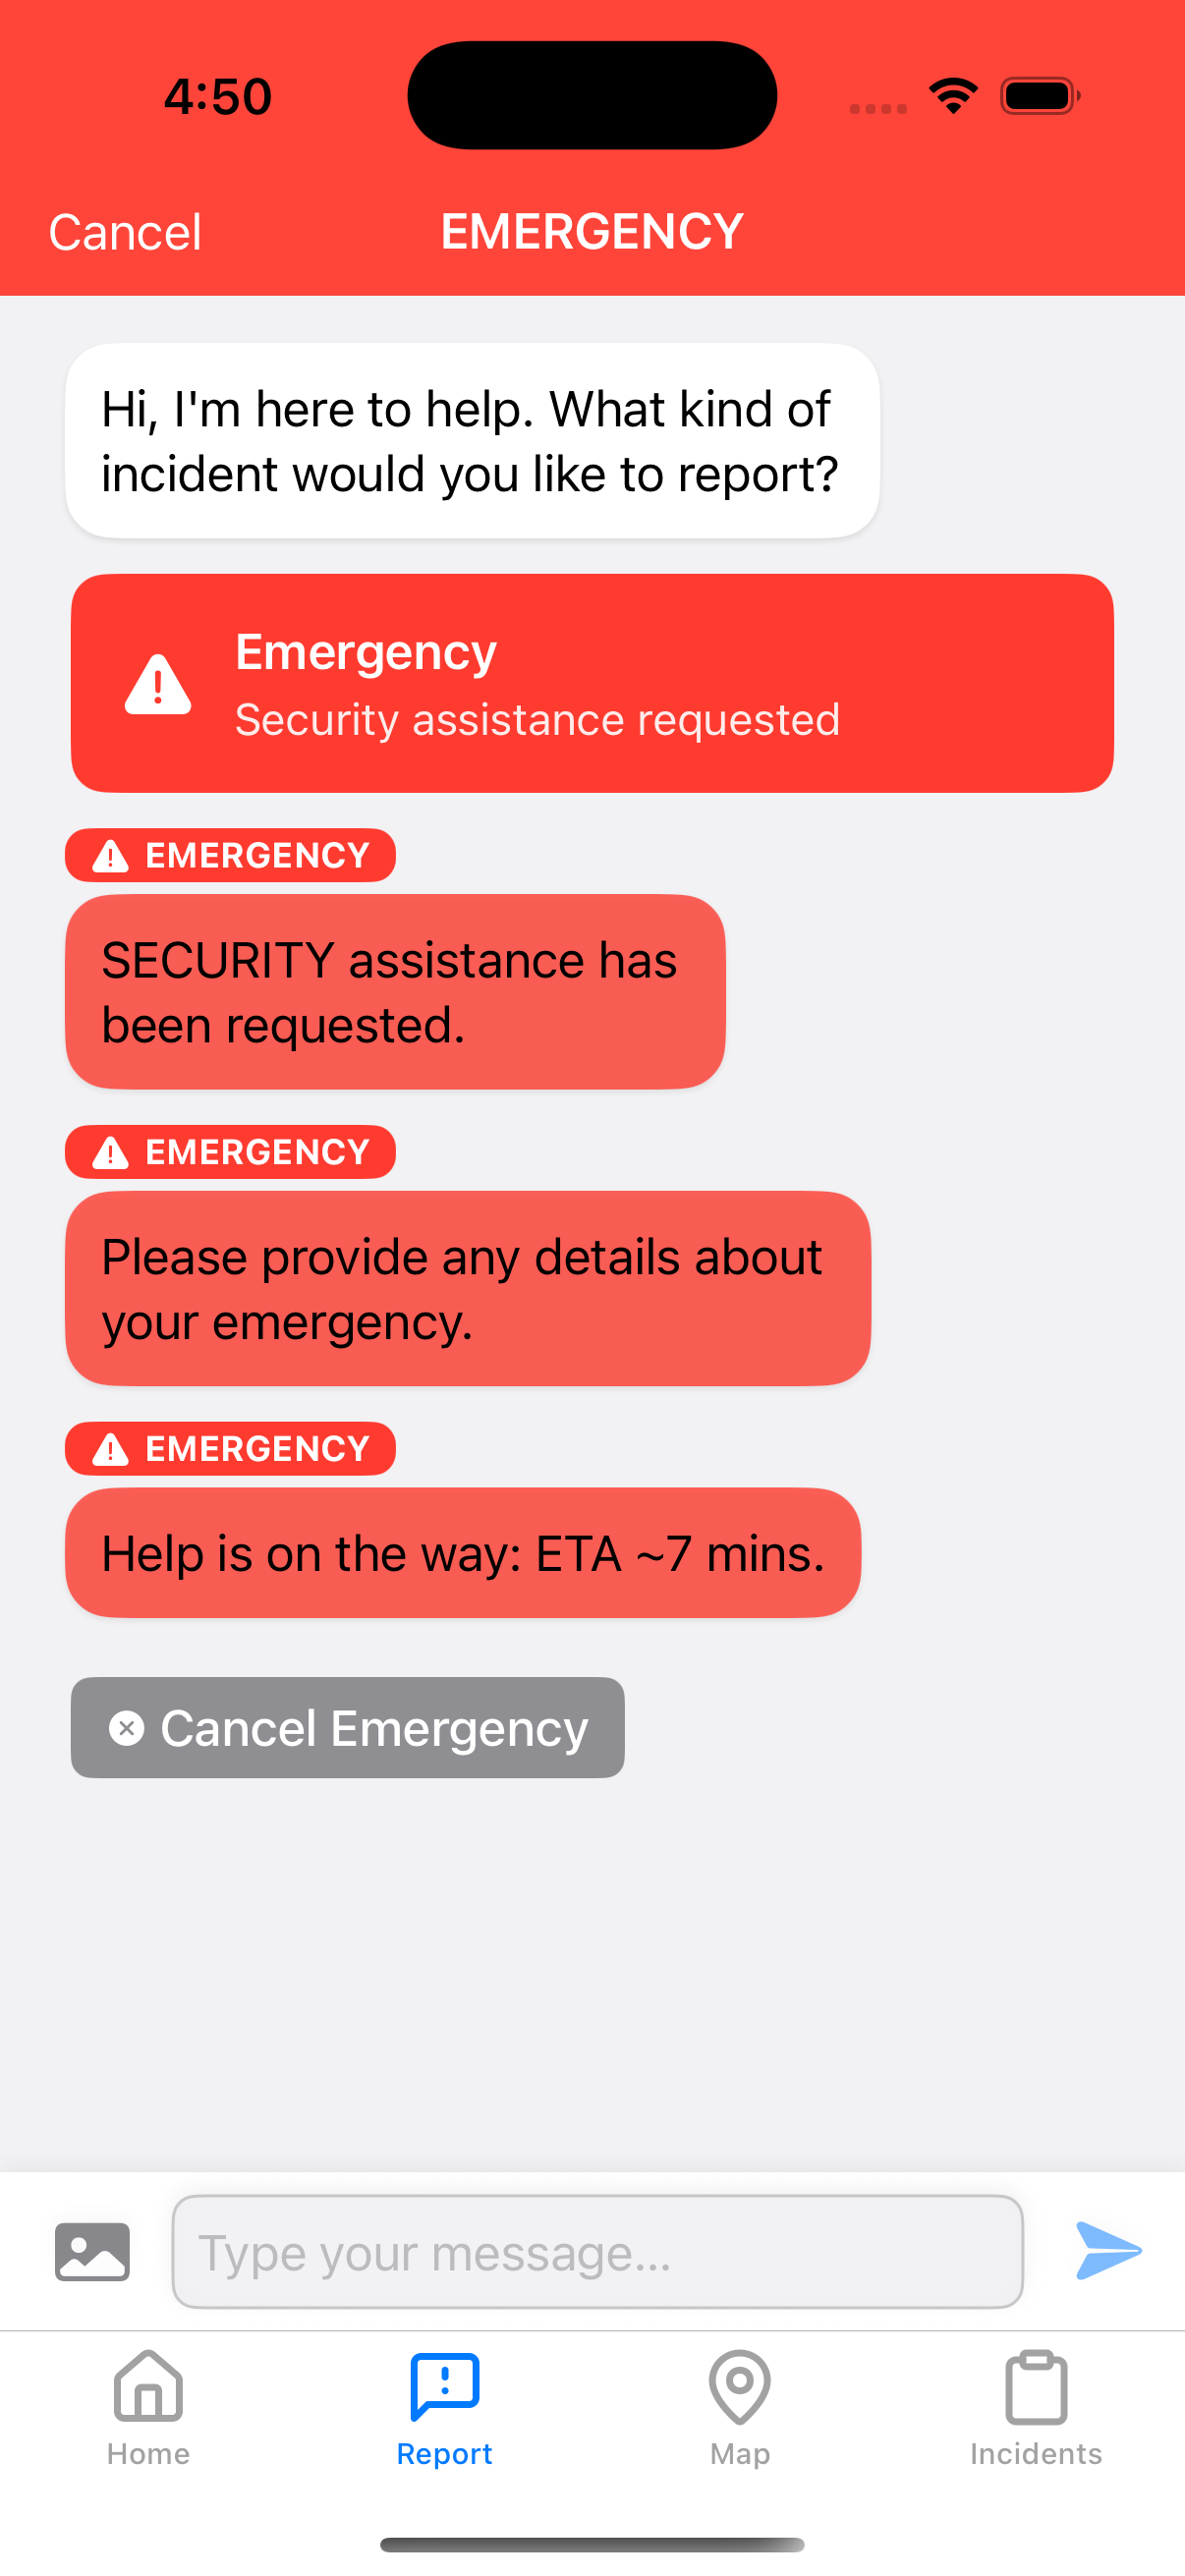 4:50
Cancel
EMERGENCY
Hi, I'm here to help. What kind of
incident would you like to report?
Emergency
Security assistance requested
EMERGENCY
SECURITY assistance has
been requested.
EMERGENCY
Please provide any details about
your emergency.
EMERGENCY
Help is on the way: ETA ~7 mins.
Cancel Emergency
Type your message...
Home
Report
Map
Incidents